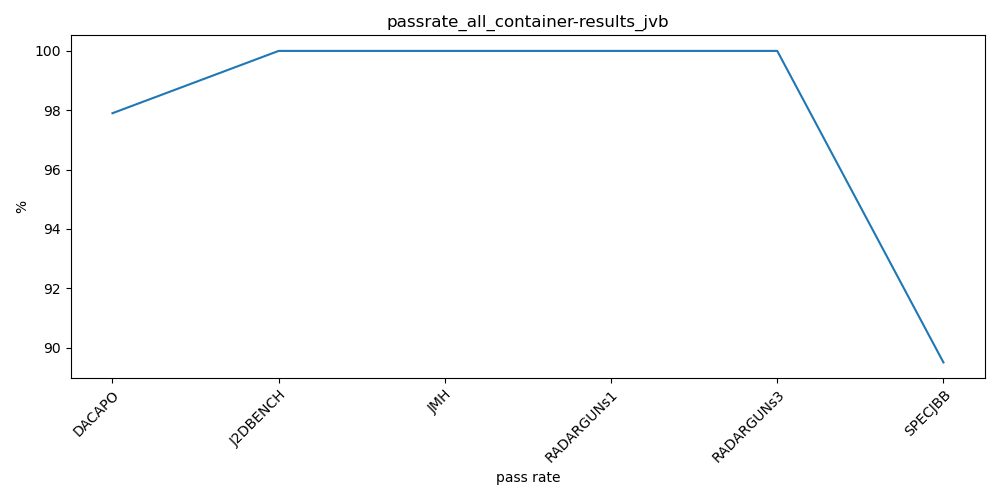 passrate_all_container-results_jvb
100
98
96
94
92
90
%
DACAPO
J2DBENCH
JMH
RADARGUNs1
RADARGUNs3
SPECJBB
pass rate